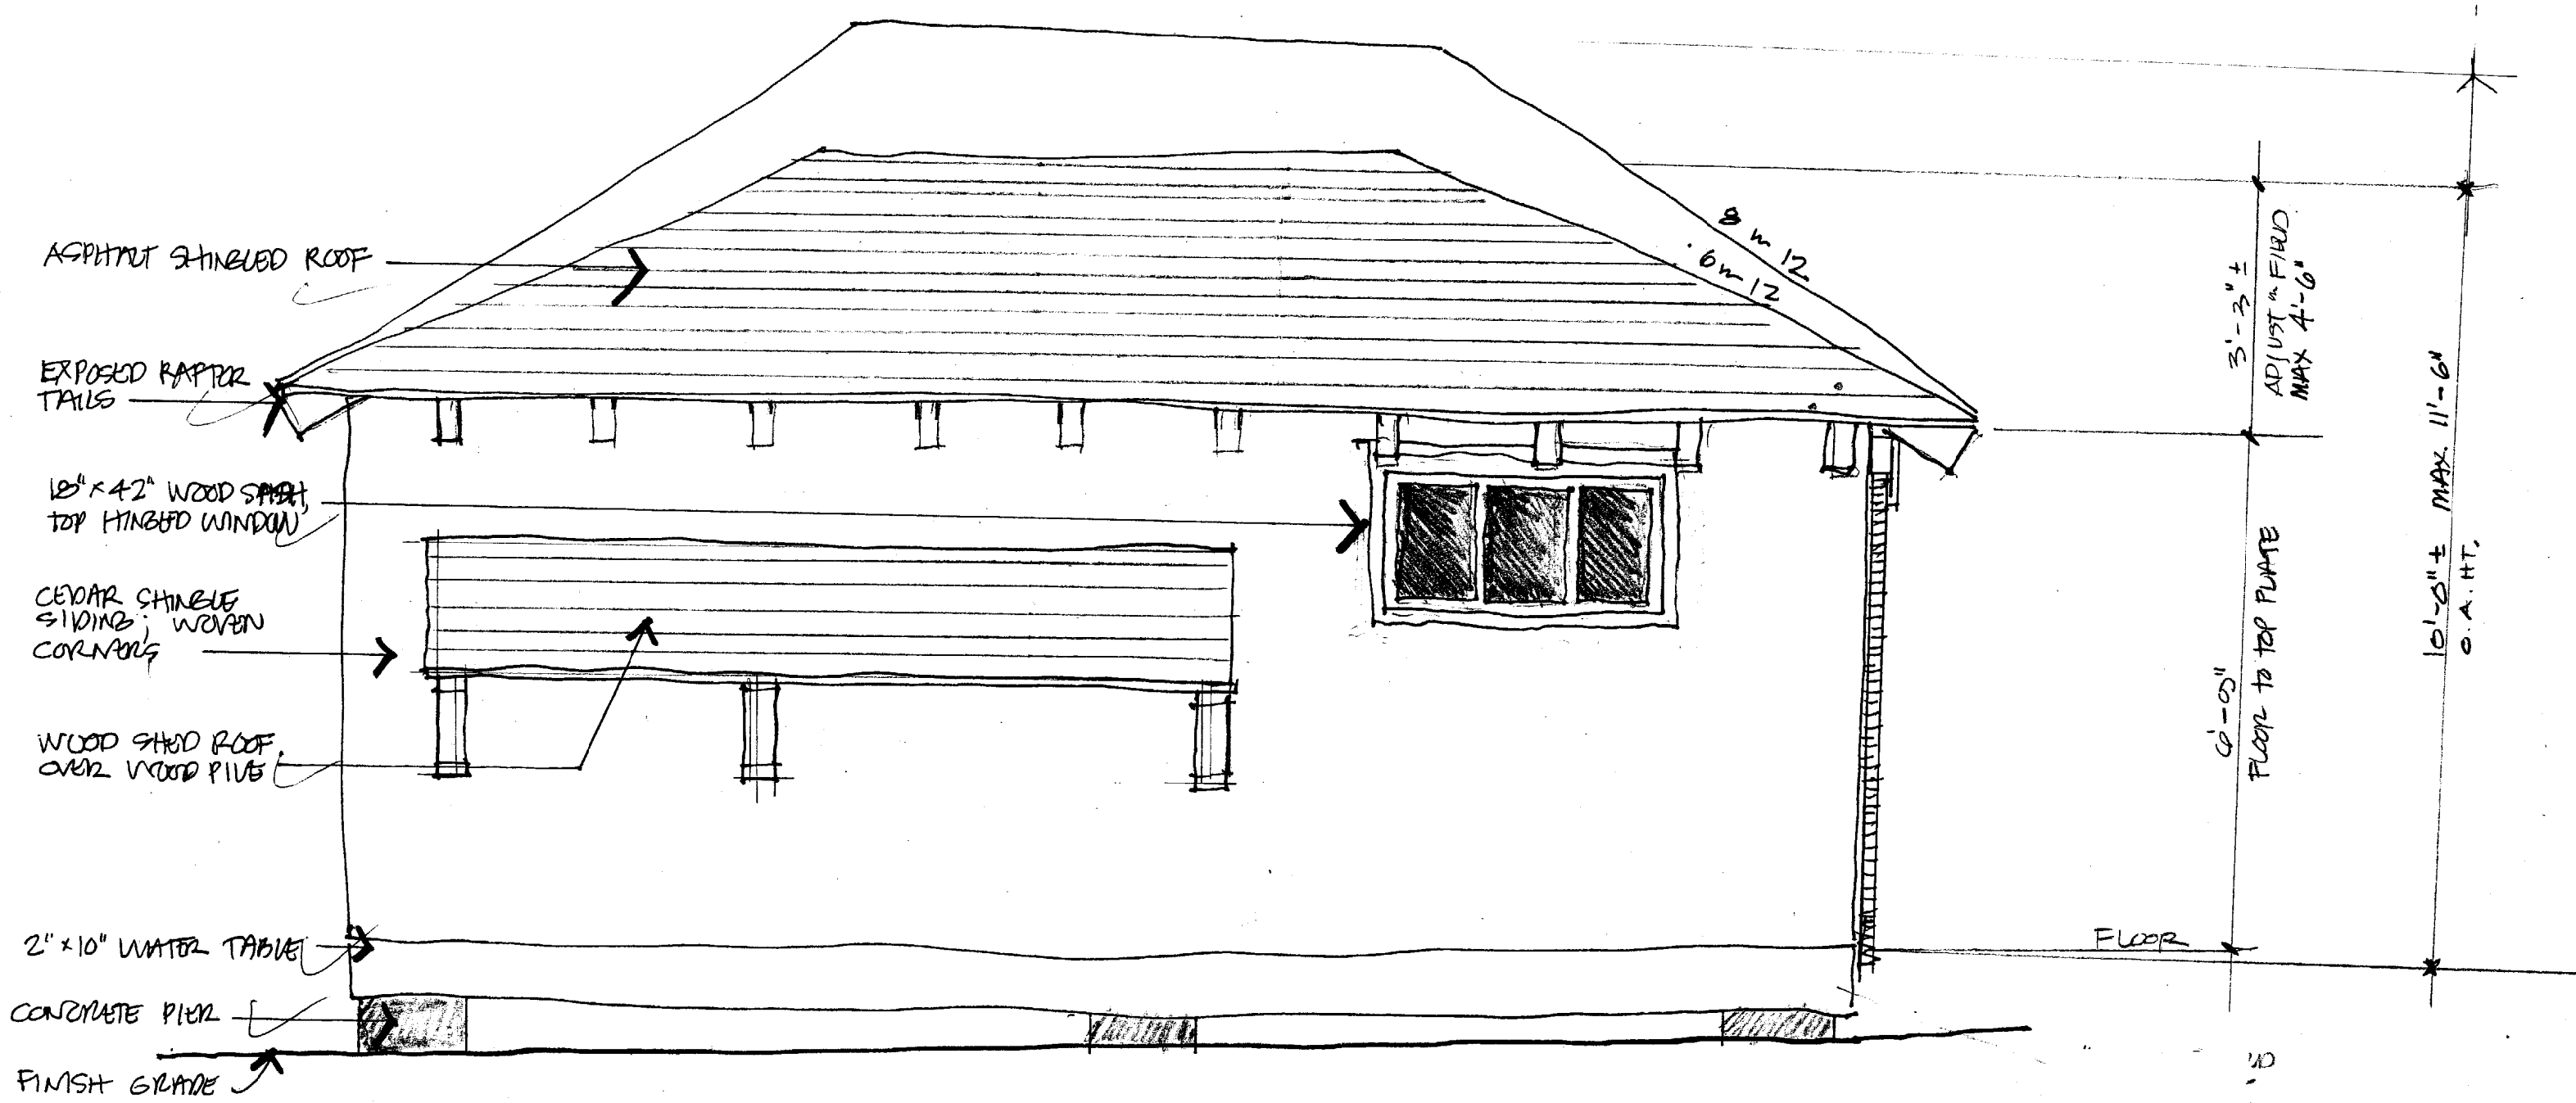 ASPHALT SHINGLED ROOF
EXPOSED RAFTER
TAILS
18" x 42" WOOD SASH,
TOP HINGED WINDOW
CEDAR SHINGLE
SIDING; WOVEN
CORNERS
WOOD SHED ROOF
OVER WOOD PILE
2" x 10" WATER TABLE
CONCRETE PIER
FINISH GRADE
8 in 12
6 in 12
3'-3" ±
ADJUST in FIELD.
MAX 4'-6"
6'-0"
FLOOR to TOP PLATE
10'-0" ± MAX. 11'-6"
O.A. HT.
FLOOR